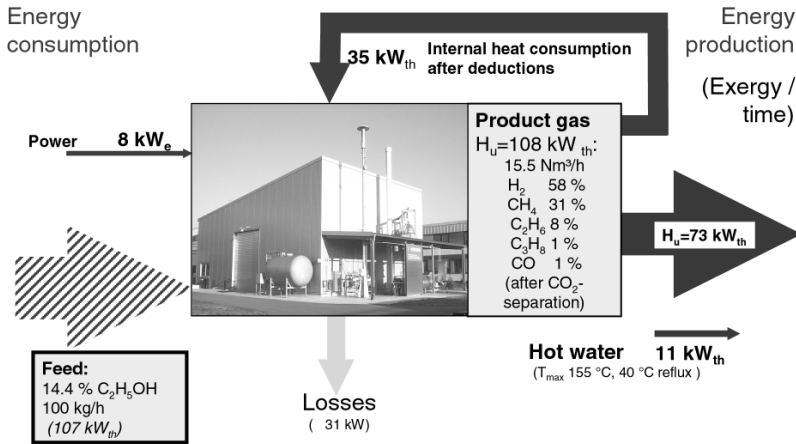 Energy
consumption
Energy
production
(Exergy /
time)
35 kWth
Internal heat consumption
after deductions
Power
8 kWe
Product gas
Hu=108 kW th:
15.5 Nm³/h
H2 58 %
CH4 31 %
C2H6 8 %
C3H8 1 %
CO 1 %
(after CO2-
separation)
Hu=73 kWth
Hot water 11 kWth
(Tmax 155 °C, 40 °C reflux )
Feed:
14.4 % C2H5OH
100 kg/h
(107 kWth)
Losses
( 31 kW)